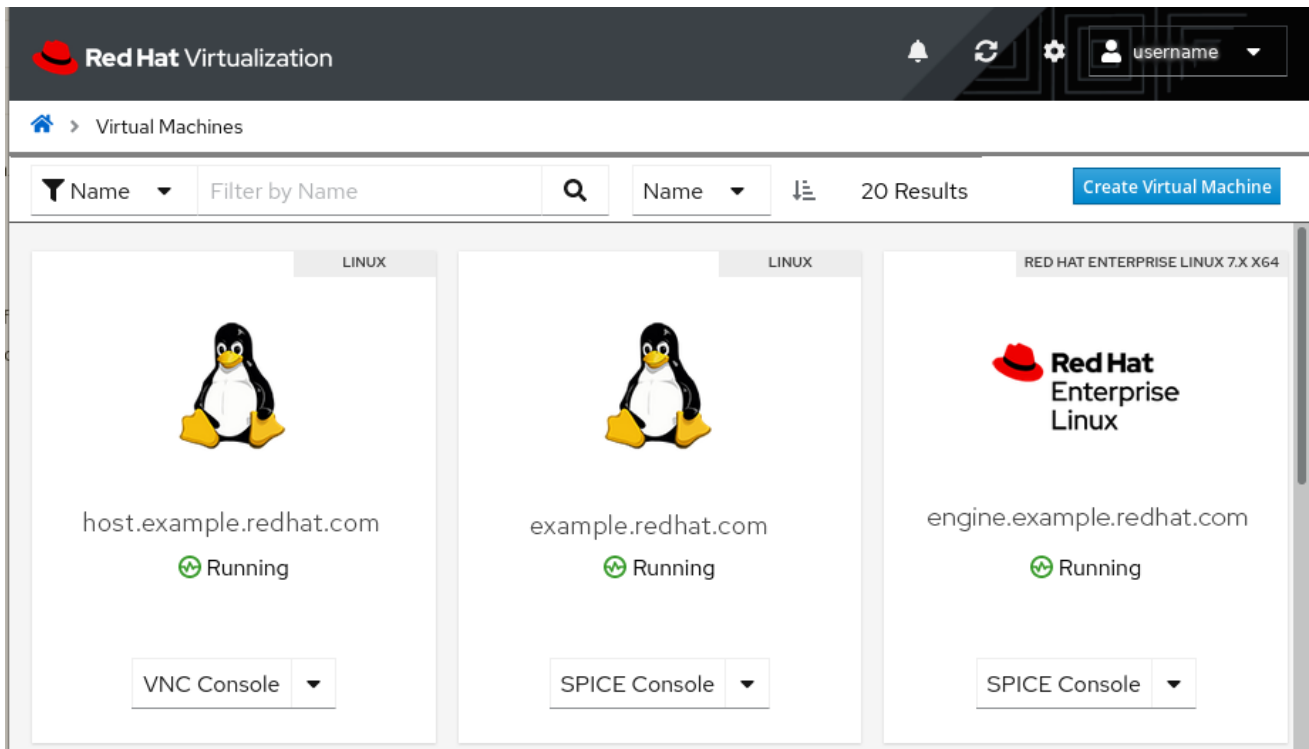 Red Hat Virtualization
username
Virtual Machines
Name
Filter by Name
Name
20 Results
Create Virtual Machine
LINUX
LINUX
RED HAT ENTERPRISE LINUX 7.X X64
Red Hat
Enterprise
Linux
host.example.redhat.com
example.redhat.com
engine.example.redhat.com
Running
Running
Running
VNC Console
SPICE Console
SPICE Console